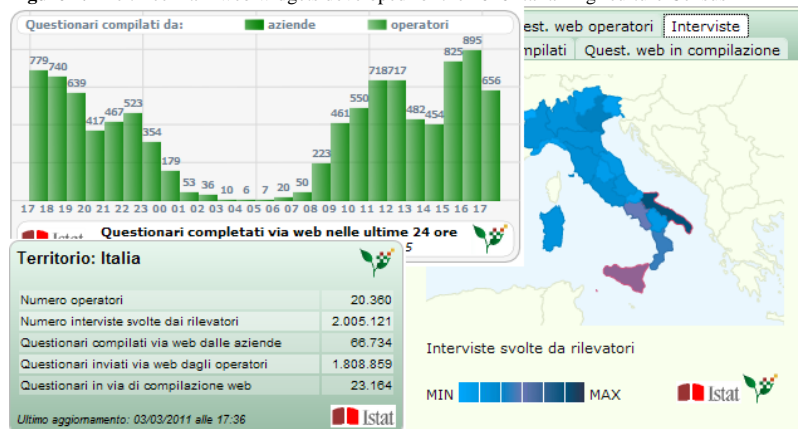 Questionari compilati da: aziende operatori
779 740 639 417 467 523 354 179 53 36 10 6 7 20 50 223 461 550 718 717 482 454 825 895 656
17 18 19 20 21 22 23 00 01 02 03 04 05 06 07 08 09 10 11 12 13 14 15 16 17
Istat Questionari completati via web nelle ultime 24 ore
5
est. web operatori Interviste
mpilati Quest. web in compilazione
Territorio: Italia
Numero operatori 20.360
Numero interviste svolte dai rilevatori 2.005.121
Questionari compilati via web dalle aziende 66.734
Questionari inviati via web dagli operatori 1.808.859
Questionari in via di compilazione web 23.164
Ultimo aggiornamento: 03/03/2011 alle 17:36 Istat
Interviste svolte da rilevatori
MIN MAX Istat